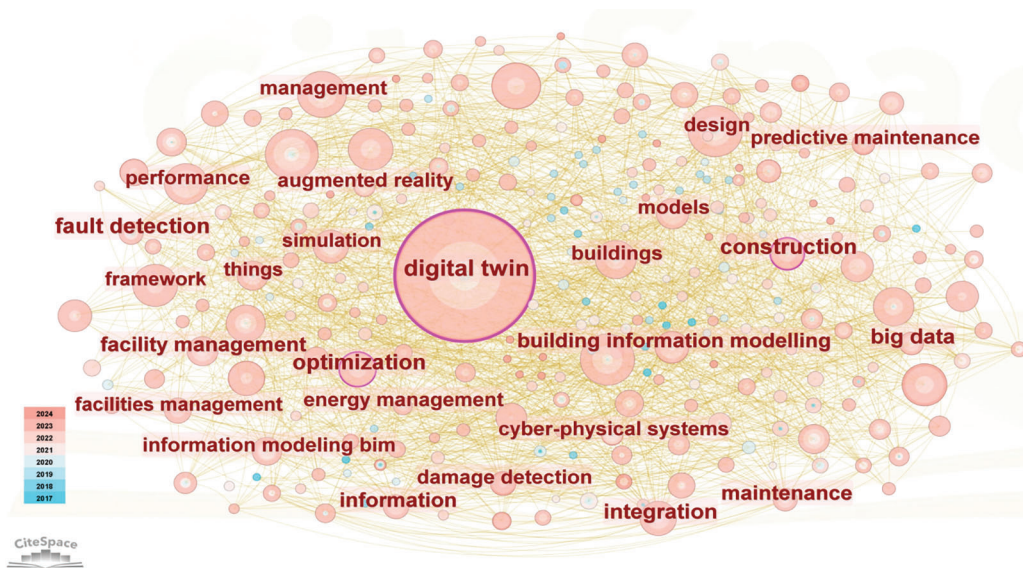 management
design
predictive maintenance
performance
augmented reality
models
fault detection
simulation
buildings
construction
digital twin
things
framework
facility management
building information modelling
big data
optimization
facilities management
energy management
cyber-physical systems
information modeling bim
damage detection
information
maintenance
integration
2024
2023
2022
2021
2020
2019
2018
2017
CiteSpace